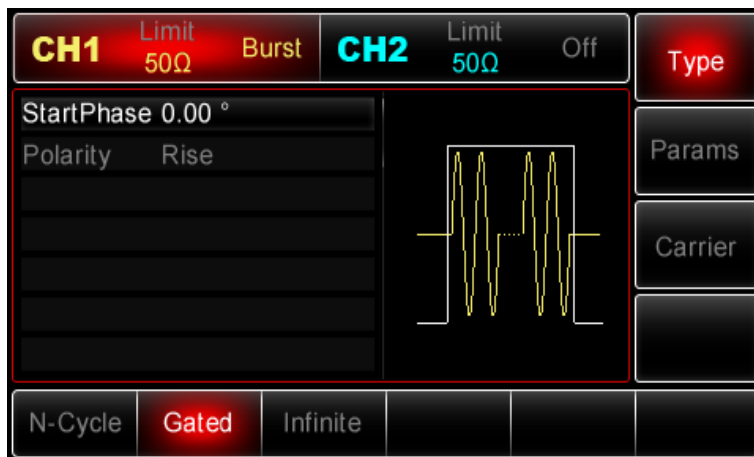 CH1 Limit 50Ω Burst CH2 Limit 50Ω Off
Type
StartPhase 0.00 °
Polarity Rise
Params
Carrier
N-Cycle Gated Infinite